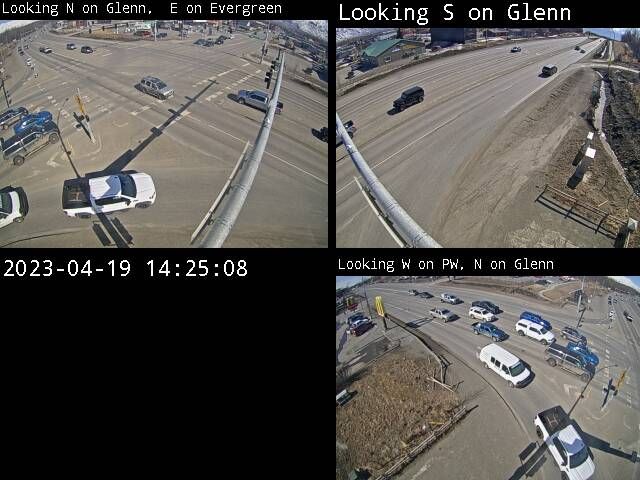 Looking N on Glenn, E on Evergreen
Looking S on Glenn
2023-04-19 14:25:08
Looking W on PW, N on Glenn